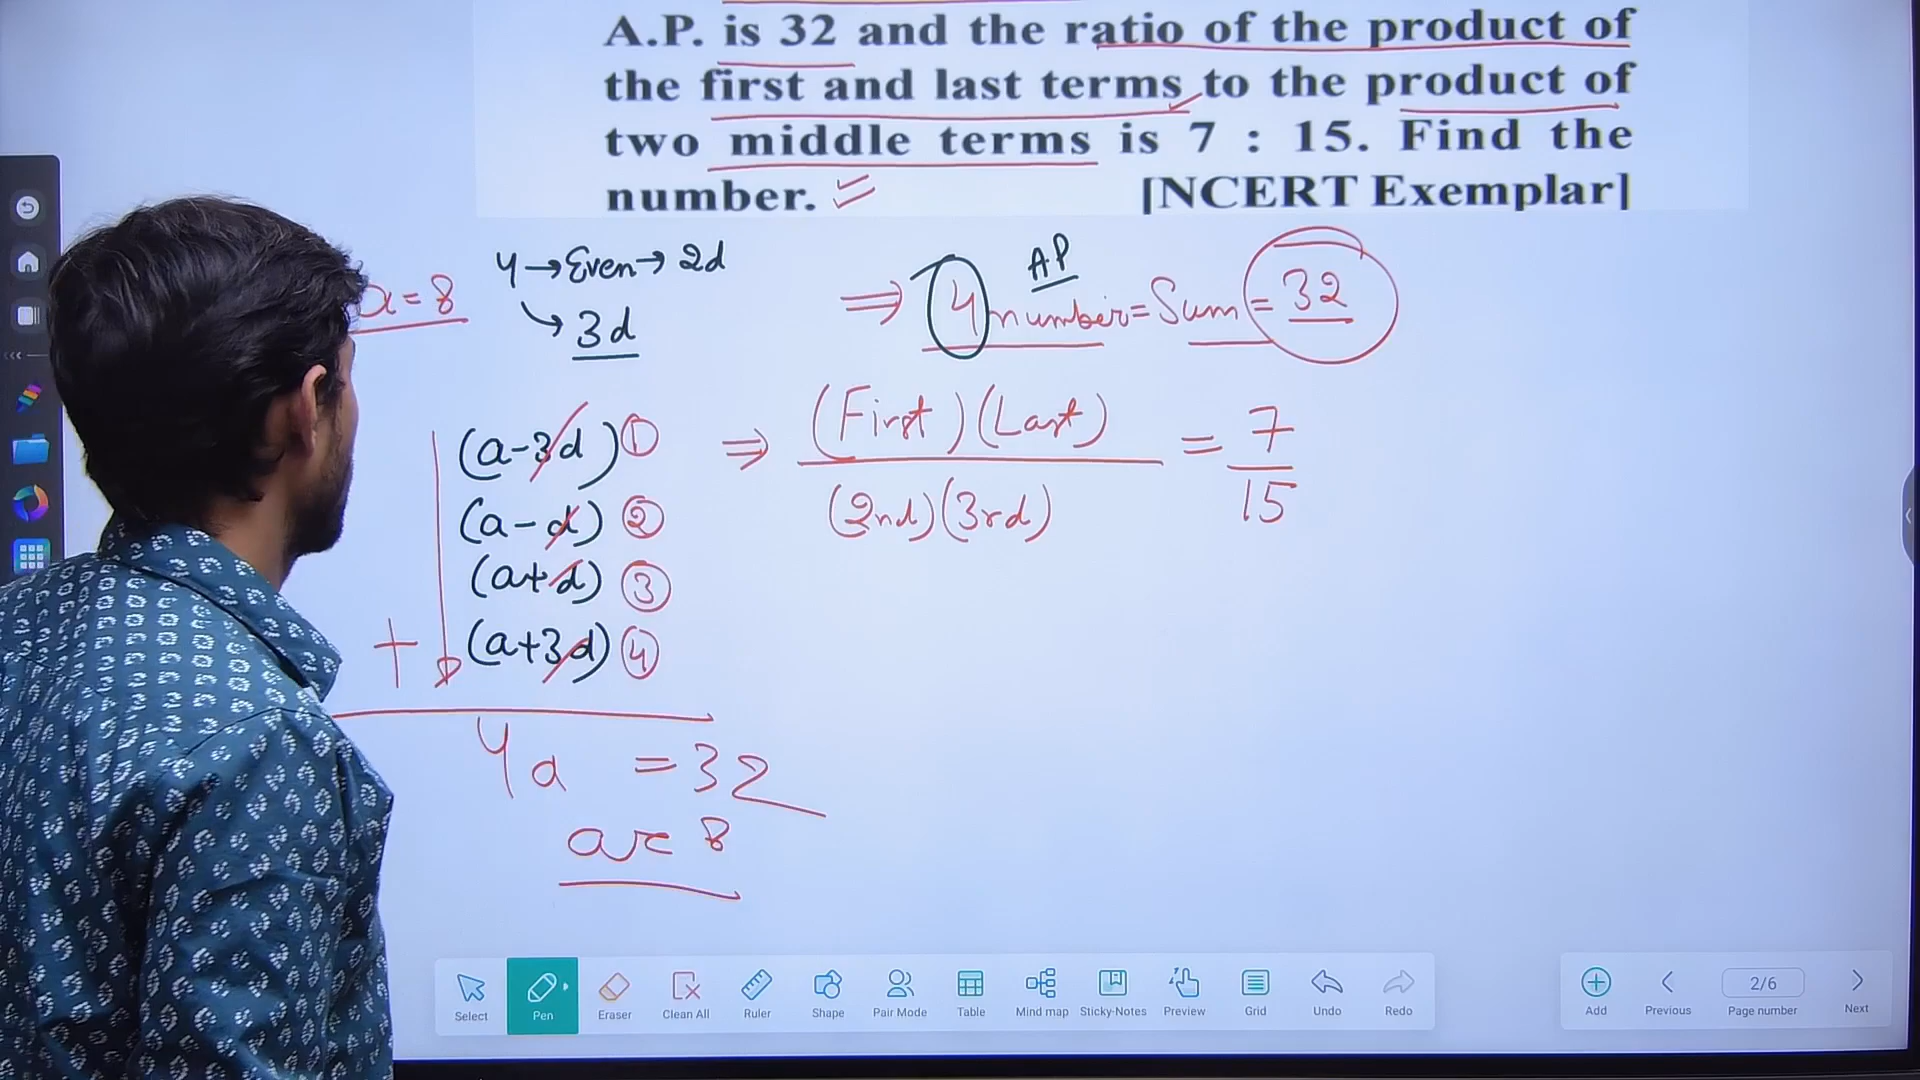 A.P. is 32 and the ratio of the product of
the first and last terms to the product of
two middle terms is 7 : 15. Find the
number. [NCERT Exemplar]
4 → Even → 2d
↘ 3d
a = 8
AP
⇒ 4 number = Sum = 32
(a-3d) ①
(a-d) ②
(a+d) ③
+ (a+3d) ④
4a = 32
a = 8
⇒ (First)(Last) = 7
(2nd)(3rd) 15
Select
Pen
Eraser
Clean All
Ruler
Shape
Pair Mode
Table
Mind map
Sticky-Notes
Preview
Grid
Undo
Redo
Add
Previous
2/6
Page number
Next